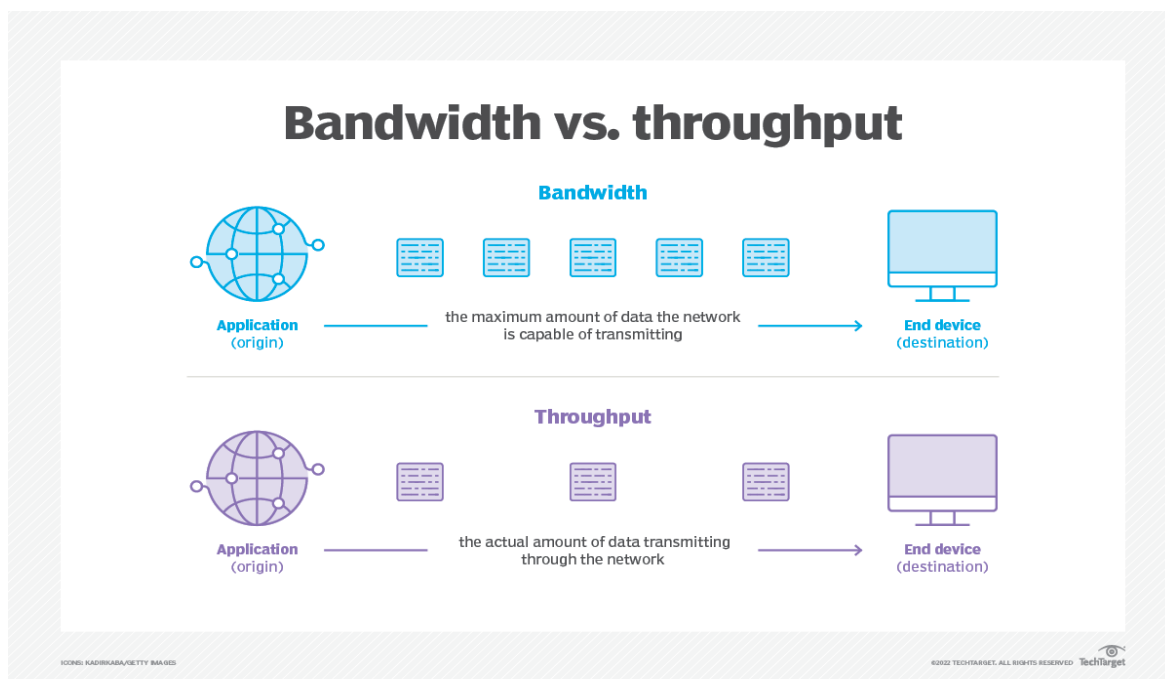 Bandwidth vs. throughput
Bandwidth
Application
(origin)
the maximum amount of data the network
is capable of transmitting
End device
(destination)
Throughput
Application
(origin)
the actual amount of data transmitting
through the network
End device
(destination)
ICONS: KADIRKABA/GETTY IMAGES
©2022 TECHTARGET. ALL RIGHTS RESERVED TechTarget